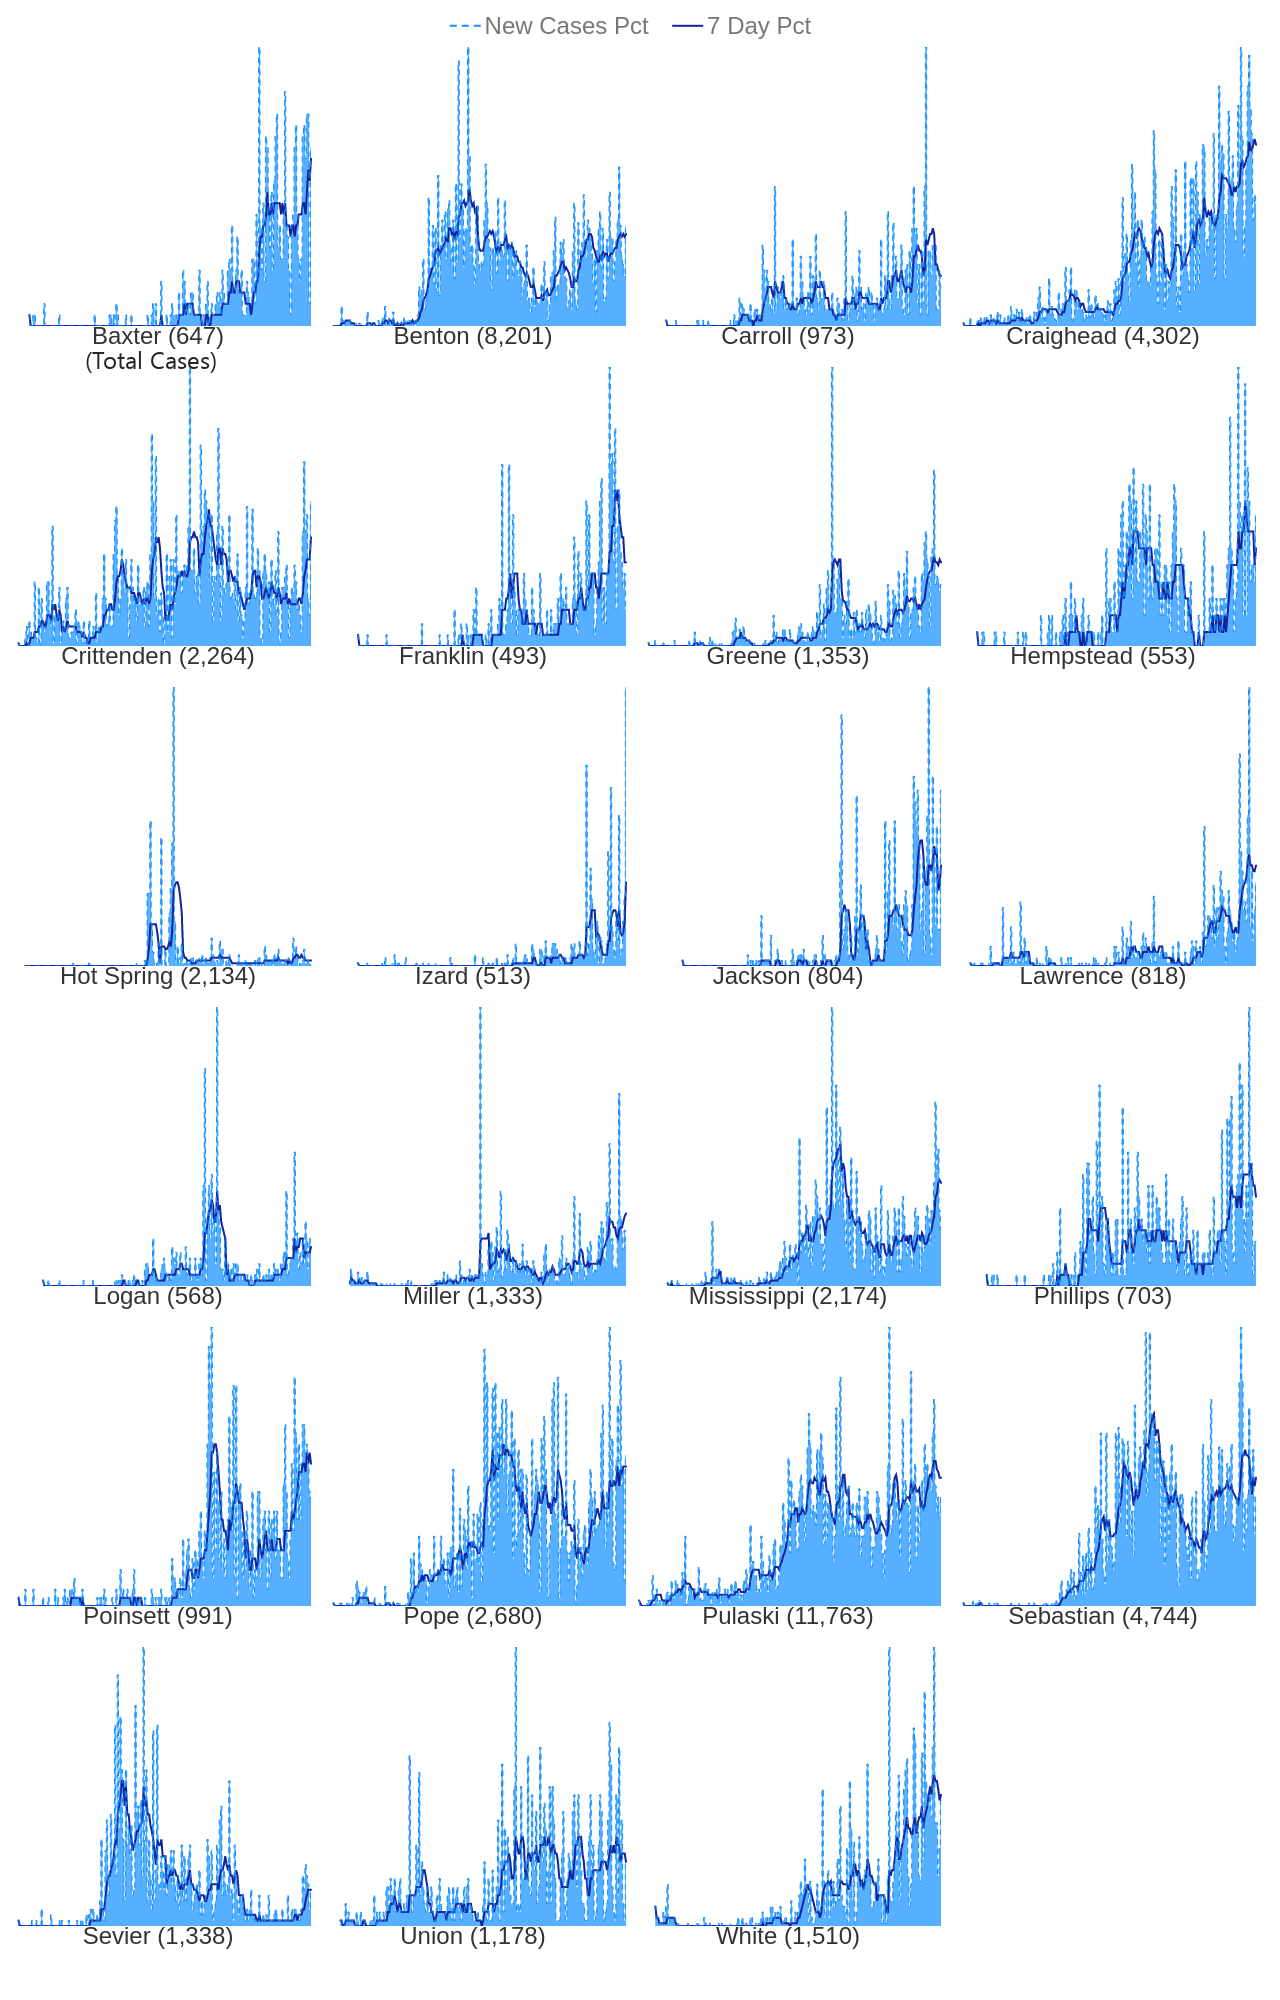 New Cases Pct 7 Day Pct
Baxter (647) Benton (8,201) Carroll (973) Craighead (4,302)
(Total Cases)
Crittenden (2,264) Franklin (493) Greene (1,353) Hempstead (553)
Hot Spring (2,134) Izard (513) Jackson (804) Lawrence (818)
Logan (568) Miller (1,333) Mississippi (2,174) Phillips (703)
Poinsett (991) Pope (2,680) Pulaski (11,763) Sebastian (4,744)
Sevier (1,338) Union (1,178) White (1,510)